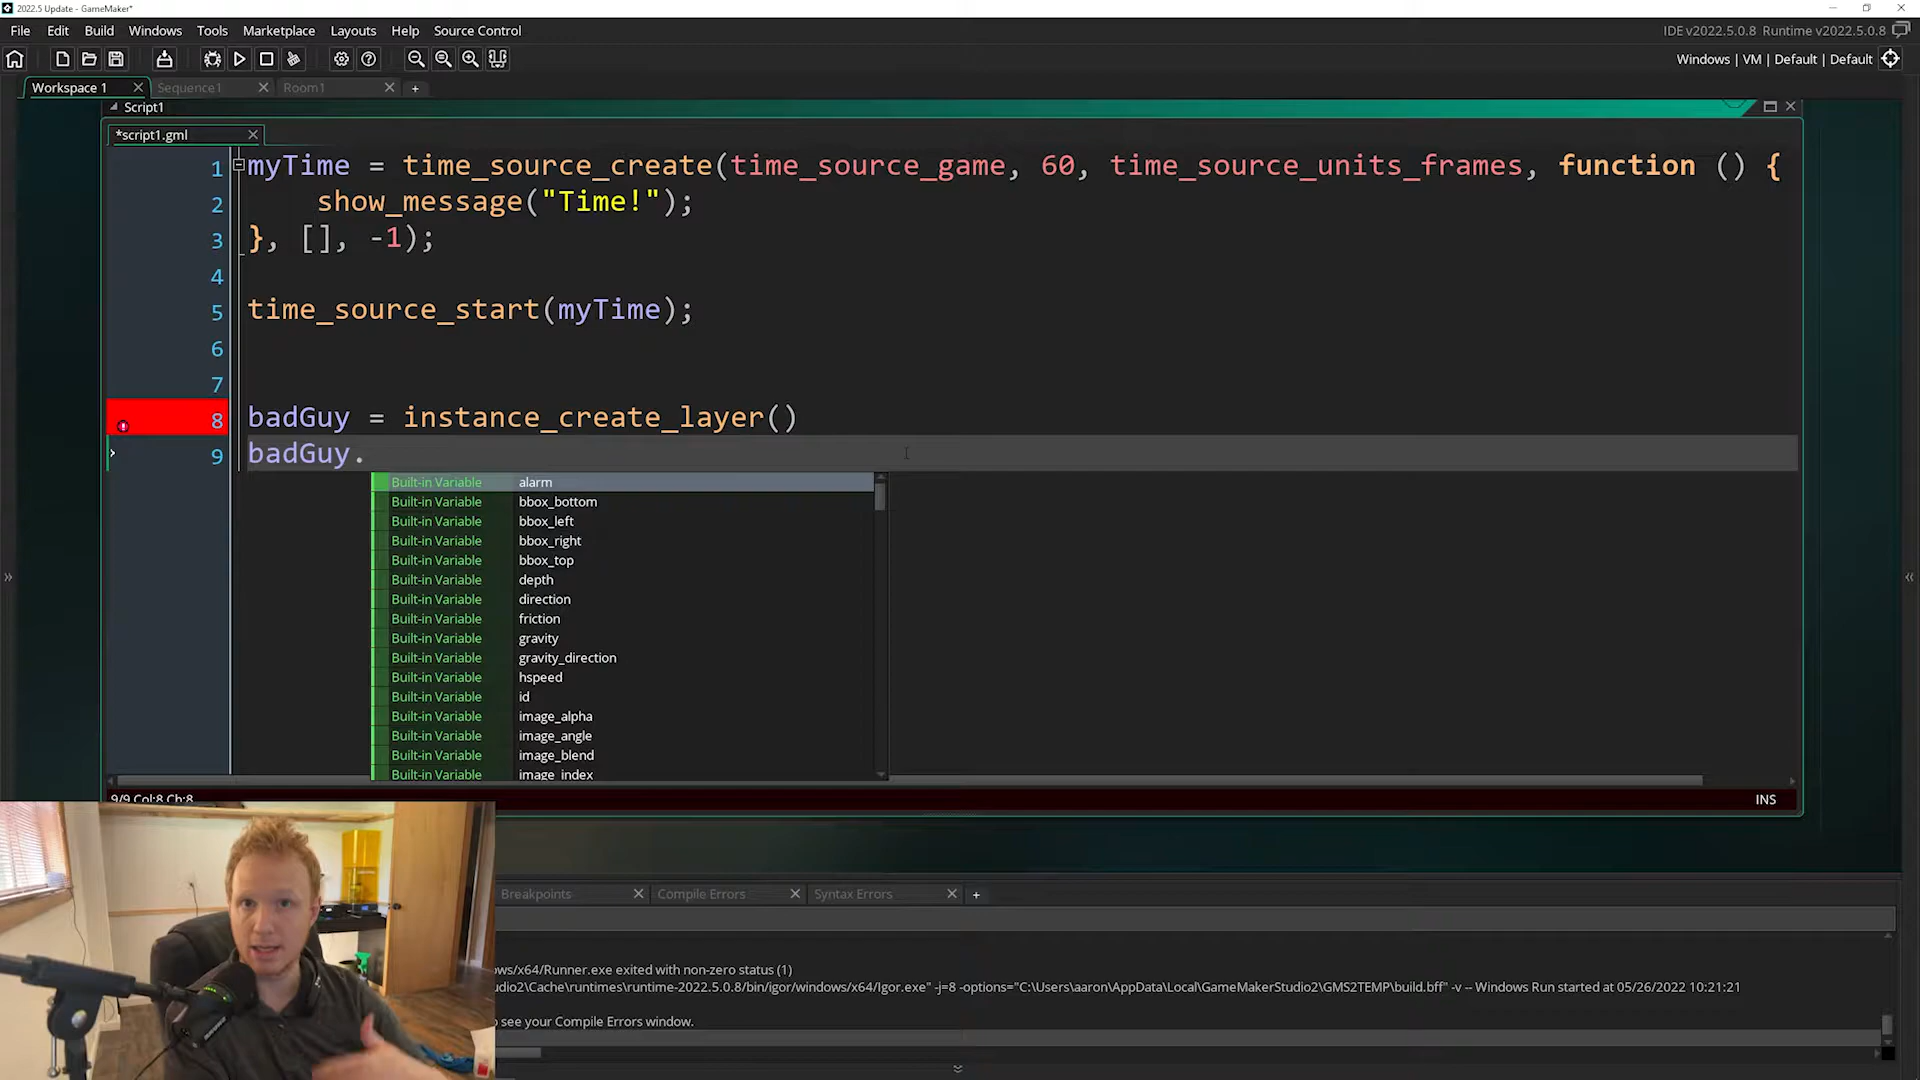 2022.5 Update - GameMaker*
File Edit Build Windows Tools Marketplace Layouts Help Source Control
IDE v2022.5.0.8 Runtime v2022.5.0.8
Windows | VM | Default | Default
Workspace 1 Sequence1 Room1 +
Script1
*script1.gml
1 myTime = time_source_create(time_source_game, 60, time_source_units_frames, function () {
2 show_message("Time!");
3 }, [], -1);
4
5 time_source_start(myTime);
6
7
8 badGuy = instance_create_layer()
9 badGuy.
Built-in Variable alarm
Built-in Variable bbox_bottom
Built-in Variable bbox_left
Built-in Variable bbox_right
Built-in Variable bbox_top
Built-in Variable depth
Built-in Variable direction
Built-in Variable friction
Built-in Variable gravity
Built-in Variable gravity_direction
Built-in Variable hspeed
Built-in Variable id
Built-in Variable image_alpha
Built-in Variable image_angle
Built-in Variable image_blend
Built-in Variable image_index
9/9 Col:8 Ch:8 INS
Breakpoints Compile Errors Syntax Errors +
ws/x64/Runner.exe exited with non-zero status (1)
tudio2\Cache\runtimes\runtime-2022.5.0.8/bin/igor/windows/x64/Igor.exe" -j=8 -options="C:\Users\aaron\AppData\Local\GameMakerStudio2\GMS2TEMP\build.bff" -v -- Windows Run started at 05/26/2022 10:21:21
o see your Compile Errors window.